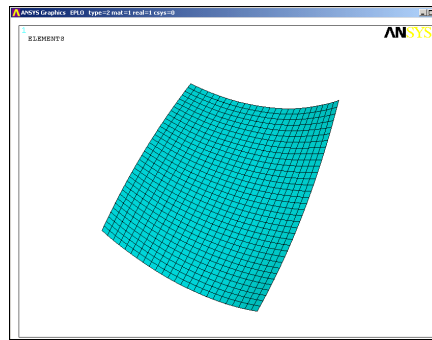 ANSYS Graphics EPLO type=2 mat=1 real=1 csys=0
1
ELEMENTS
ANSYS